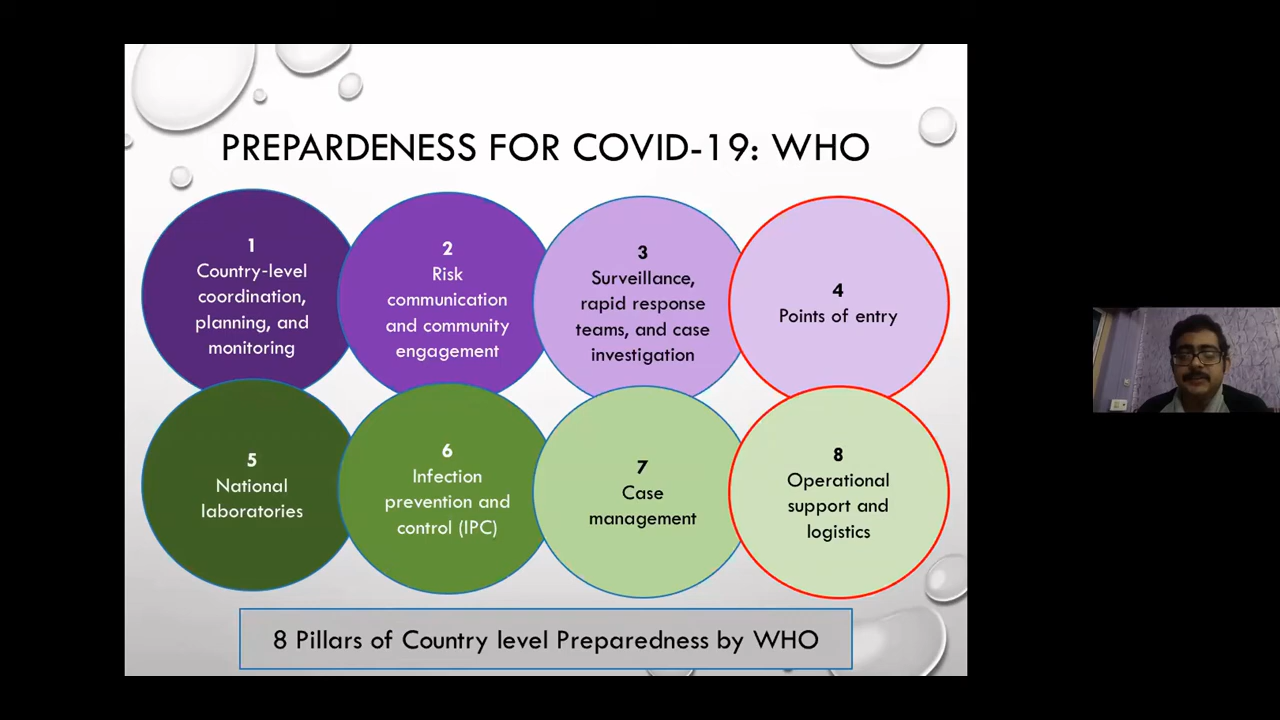 PREPARDENESS FOR COVID-19: WHO
1
Country-level
coordination,
planning, and
monitoring
2
Risk
communication
and community
engagement
3
Surveillance,
rapid response
teams, and case
investigation
4
Points of entry
5
National
laboratories
6
Infection
prevention and
control (IPC)
7
Case
management
8
Operational
support and
logistics
8 Pillars of Country level Preparedness by WHO